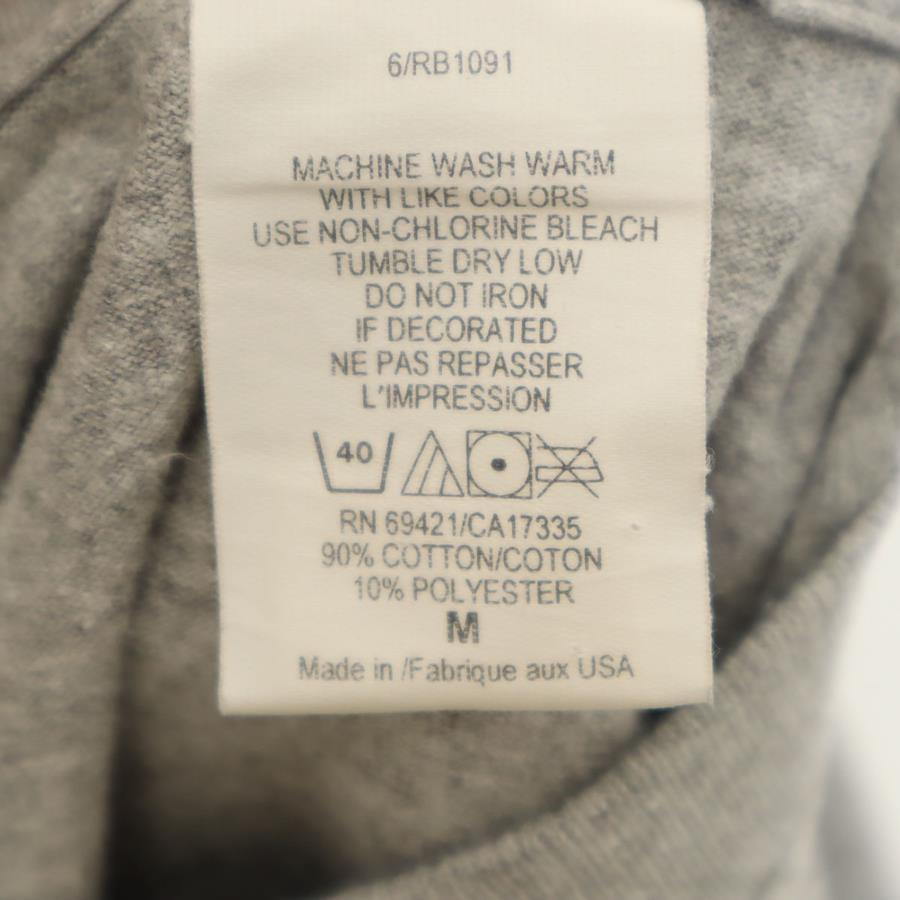 6/RB1091
MACHINE WASH WARM
WITH LIKE COLORS
USE NON-CHLORINE BLEACH
TUMBLE DRY LOW
DO NOT IRON
IF DECORATED
NE PAS REPASSER
L'IMPRESSION
40
RN 69421/CA17335
90% COTTON/COTON
10% POLYESTER
M
Made in /Fabrique aux USA